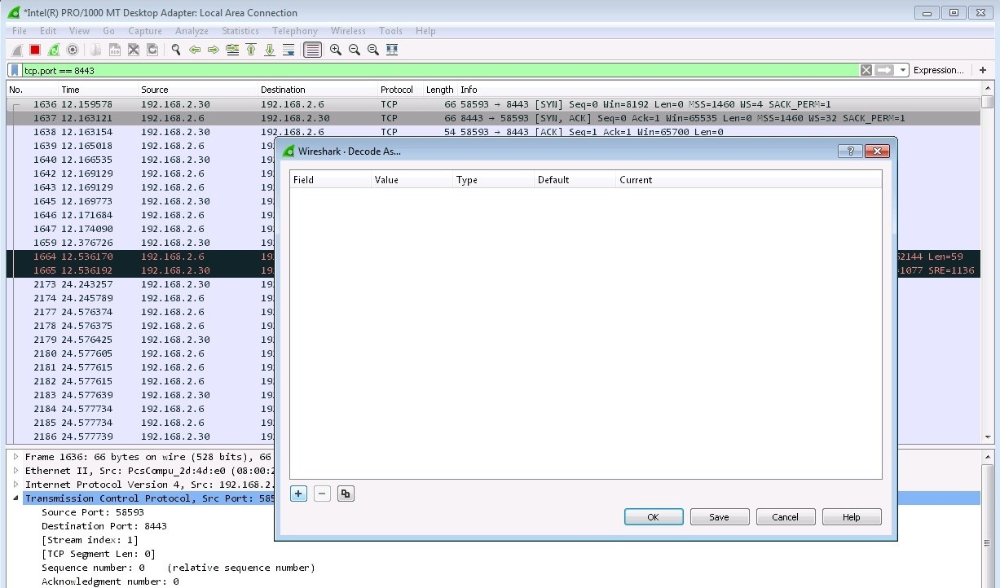 *Intel(R) PRO/1000 MT Desktop Adapter: Local Area Connection
File Edit View Go Capture Analyze Statistics Telephony Wireless Tools Help
tcp.port == 8443 Expression... +
No. Time Source Destination Protocol Length Info
1636 12.159578 192.168.2.30 192.168.2.6 TCP 66 58593 → 8443 [SYN] Seq=0 Win=8192 Len=0 MSS=1460 WS=4 SACK_PERM=1
1637 12.163121 192.168.2.6 192.168.2.30 TCP 66 8443 → 58593 [SYN, ACK] Seq=0 Ack=1 Win=65535 Len=0 MSS=1460 WS=32 SACK_PERM=1
1638 12.163154 192.168.2.30 192.168.2.6 TCP 54 58593 → 8443 [ACK] Seq=1 Ack=1 Win=65700 Len=0
1639 12.165018 192.168.2.6 19
1640 12.166535 192.168.2.30 19
1642 12.169129 192.168.2.6 19
1643 12.169129 192.168.2.6 19
1645 12.169773 192.168.2.30 19
1646 12.171684 192.168.2.6 19
1647 12.174090 192.168.2.6 19
1659 12.376726 192.168.2.30 19
1664 12.536170 192.168.2.6 19 2144 Len=59
1665 12.536192 192.168.2.30 19 =1077 SRE=1136
2173 24.243257 192.168.2.30 19
2174 24.245789 192.168.2.6 19
2177 24.576374 192.168.2.6 19
2178 24.576375 192.168.2.6 19
2179 24.576425 192.168.2.30 19
2180 24.577605 192.168.2.6 19
2181 24.577615 192.168.2.6 19
2182 24.577615 192.168.2.6 19
2183 24.577639 192.168.2.30 19
2184 24.577734 192.168.2.6 19
2185 24.577734 192.168.2.6 19
2186 24.577739 192.168.2.30 19
Wireshark · Decode As...
Field Value Type Default Current
OK Save Cancel Help
Frame 1636: 66 bytes on wire (528 bits), 66
Ethernet II, Src: PcsCompu_2d:4d:e0 (08:00:2
Internet Protocol Version 4, Src: 192.168.2.
Transmission Control Protocol, Src Port: 585
Source Port: 58593
Destination Port: 8443
[Stream index: 1]
[TCP Segment Len: 0]
Sequence number: 0 (relative sequence number)
Acknowledgment number: 0